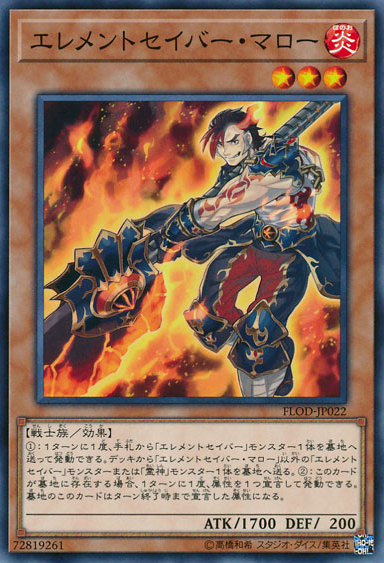 エレメントセイバー・マロー
炎
FLOD-JP022
【戦士族／効果】
①：1ターンに1度、手札から「エレメントセイバー」モンスター1体を墓地へ
送って発動できる。デッキから「エレメントセイバー・マロー」以外の「エレメント
セイバー」モンスターまたは「霊神」モンスター1体を墓地へ送る。②：このカード
が墓地に存在する場合、1ターンに1度、属性を1つ宣言して発動できる。
墓地のこのカードはターン終了時まで宣言した属性になる。
ATK/1700 DEF/ 200
72819261
©高橋和希 スタジオ・ダイス/集英社